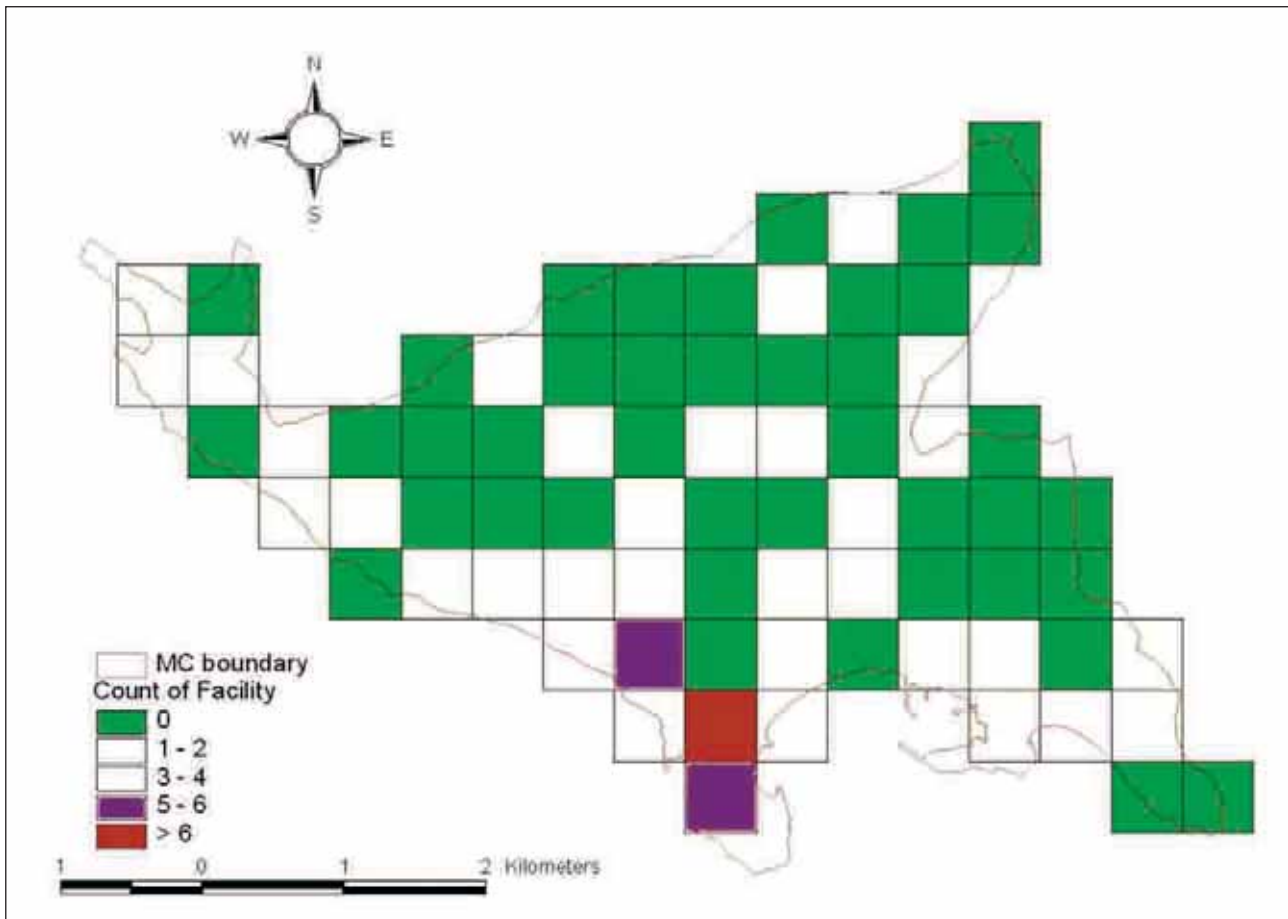 N
W E
S
MC boundary
Count of Facility
0
1 - 2
3 - 4
5 - 6
> 6
1 0 1 2 Kilometers